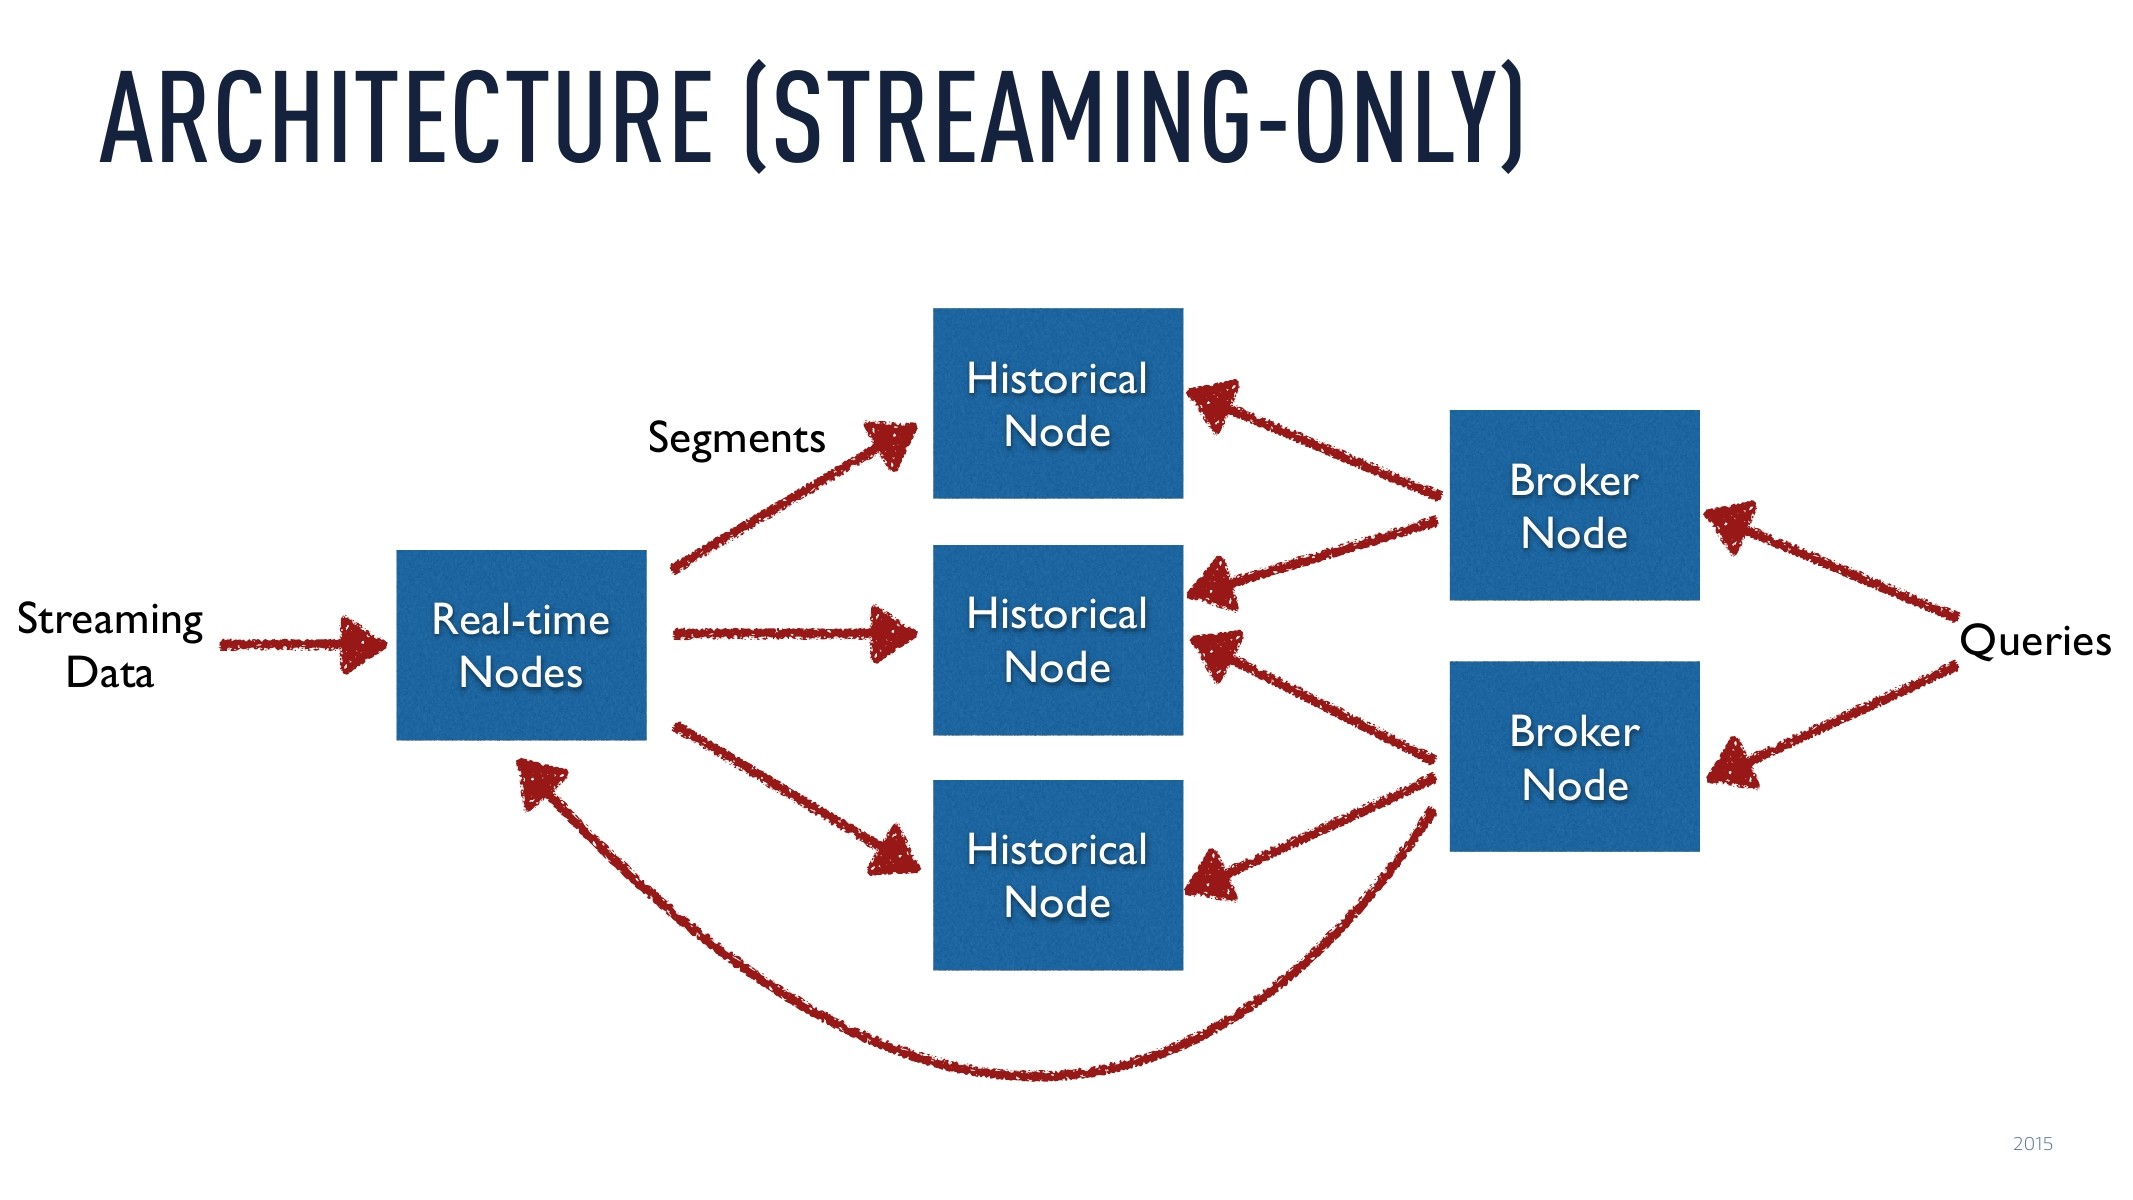 ARCHITECTURE (STREAMING-ONLY)
Streaming
Data
Real-time
Nodes
Segments
Historical
Node
Historical
Node
Historical
Node
Broker
Node
Broker
Node
Queries
2015